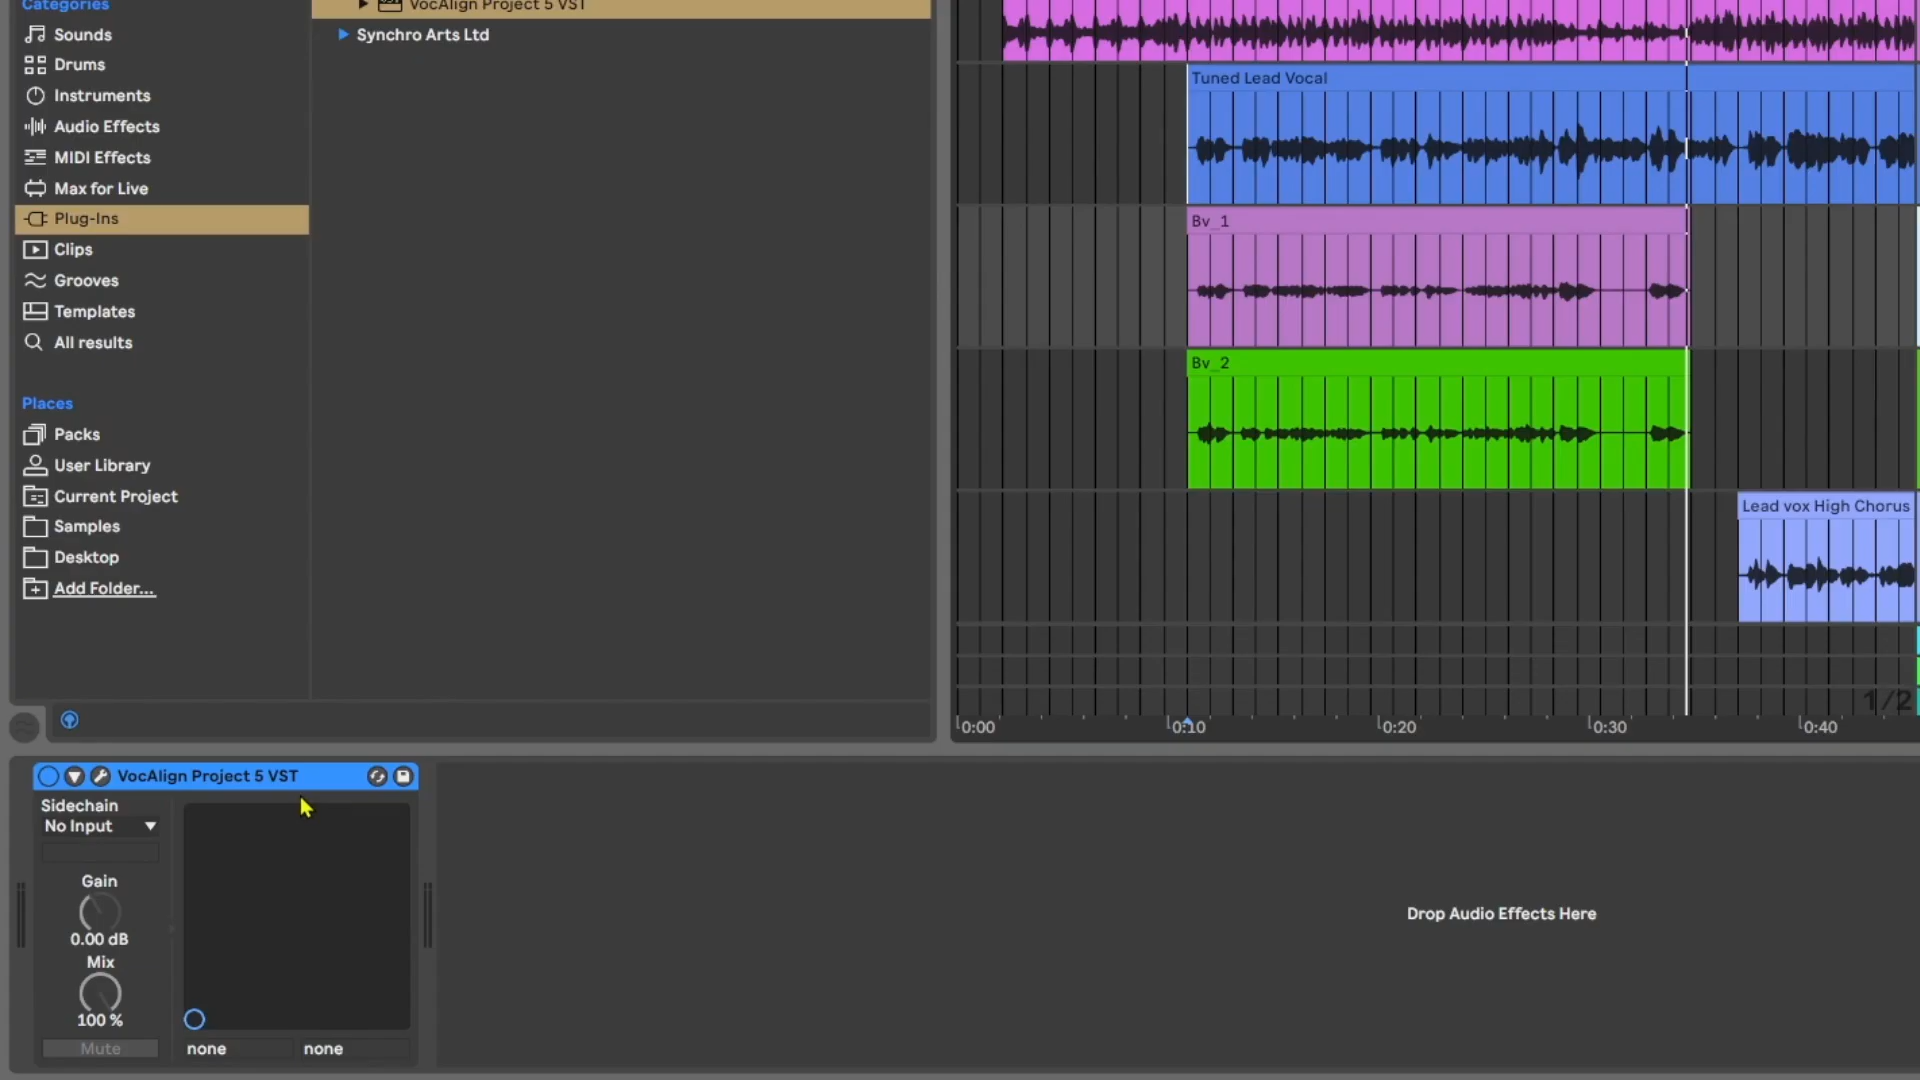 Categories
Sounds
Drums
Instruments
Audio Effects
MIDI Effects
Max for Live
Plug-Ins
Clips
Grooves
Templates
All results
Places
Packs
User Library
Current Project
Samples
Desktop
Add Folder...
VocAlign Project 5 VST
Synchro Arts Ltd
Tuned Lead Vocal
Bv_1
Bv_2
Lead vox High Chorus
1/2
0:00
0:10
0:20
0:30
0:40
VocAlign Project 5 VST
Sidechain
No Input
Gain
0.00 dB
Mix
100 %
Mute
none
none
Drop Audio Effects Here